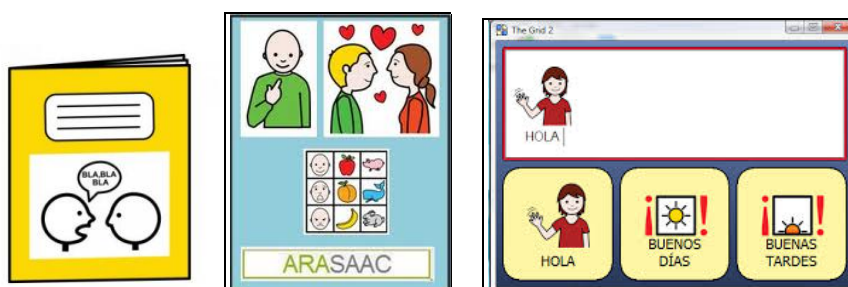 BLA,BLA
BLA
ARASAAC
The Grid 2
HOLA
HOLA
BUENOS
DÍAS
BUENAS
TARDES